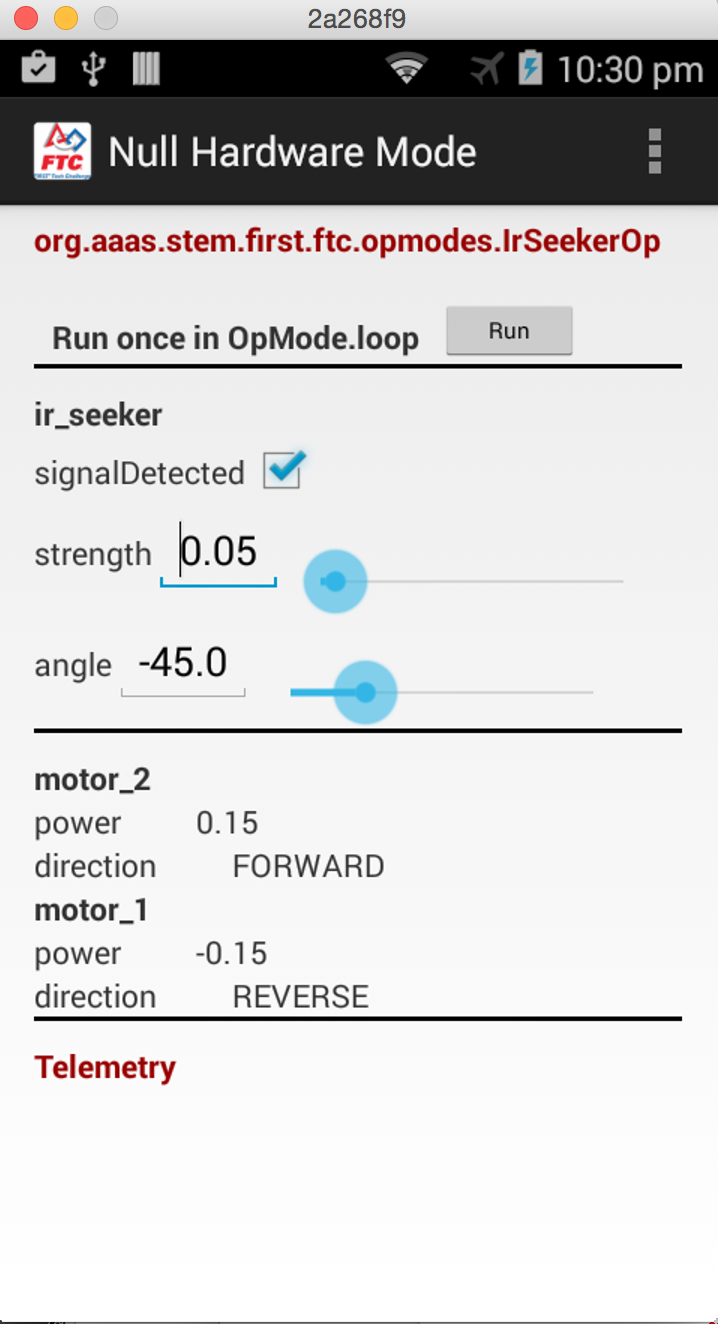 2a268f9
10:30 pm
FTC
Null Hardware Mode
org.aaas.stem.first.ftc.opmodes.IrSeekerOp
Run once in OpMode.loop Run
ir_seeker
signalDetected
strength 0.05
angle -45.0
motor_2
power 0.15
direction FORWARD
motor_1
power -0.15
direction REVERSE
Telemetry